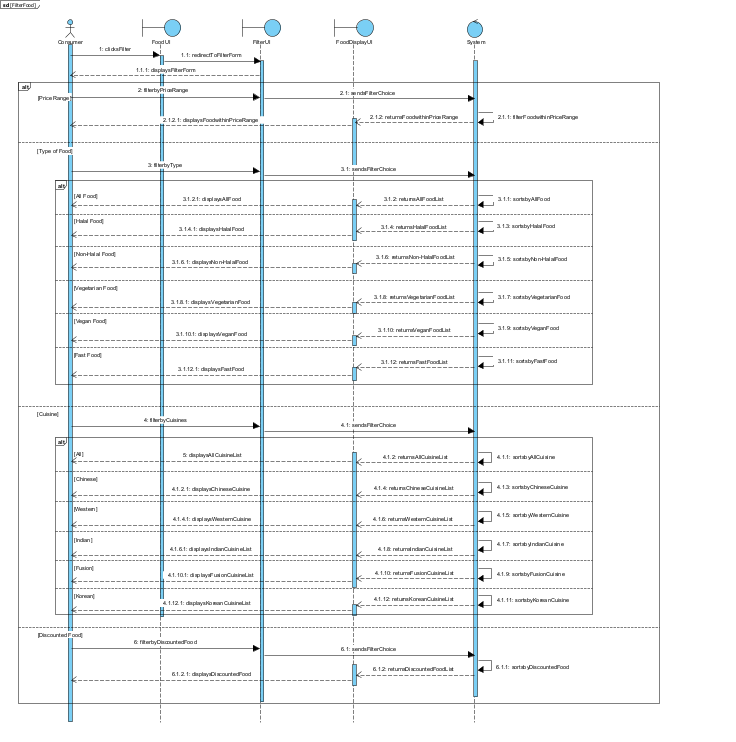 sd [FilterFood]
Consumer
FoodUI
FilterUI
FoodDisplayUI
System
1: clicksFilter
1.1: redirectToFilterForm
1.1.1: displaysFilterForm
alt
[Price Range]
2: filterbyPriceRange
2.1: sendsFilterChoice
2.1.1: filterFoodwithinPriceRange
2.1.2: returnsFoodwithinPriceRange
2.1.2.1: displaysFoodwithinPriceRange
[Type of Food]
3: filterbyType
3.1: sendsFilterChoice
alt
[All Food]
3.1.1: sortsbyAllFood
3.1.2: returnsAllFoodList
3.1.2.1: displaysAllFood
[Halal Food]
3.1.3: sortsbyHalalFood
3.1.4: returnsHalalFoodList
3.1.4.1: displaysHalalFood
[Non-Halal Food]
3.1.5: sortsbyNon-HalalFood
3.1.6: returnsNon-HalalFoodList
3.1.6.1: displaysNon-HalalFood
[Vegetarian Food]
3.1.7: sortsbyVegetarianFood
3.1.8: returnsVegetarianFoodList
3.1.8.1: displaysVegetarianFood
[Vegan Food]
3.1.9: sortsbyVeganFood
3.1.10: returnsVeganFoodList
3.1.10.1: displaysVeganFood
[Fast Food]
3.1.11: sortsbyFastFood
3.1.12: returnsFastFoodList
3.1.12.1: displaysFastFood
[Cuisine]
4: filterbyCuisines
4.1: sendsFilterChoice
alt
[All]
4.1.1: sortsbyAllCuisine
4.1.2: returnsAllCuisineList
5: displaysAllCuisineList
[Chinese]
4.1.3: sortsbyChineseCuisine
4.1.4: returnsChineseCuisineList
4.1.2.1: displaysChineseCuisine
[Western]
4.1.5: sortsbyWesternCuisine
4.1.6: returnsWesternCuisineList
4.1.4.1: displaysWesternCuisine
[Indian]
4.1.7: sortsbyIndianCuisine
4.1.8: returnsIndianCuisineList
4.1.6.1: displaysIndianCuisineList
[Fusion]
4.1.9: sortsbyFusionCuisine
4.1.10: returnsFusionCuisineList
4.1.10.1: displaysFusionCuisineList
[Korean]
4.1.11: sortsbyKoreanCuisine
4.1.12: returnsKoreanCuisineList
4.1.12.1: displaysKoreanCuisineList
[Discounted Food]
6: filterbyDiscountedFood
6.1: sendsFilterChoice
6.1.1: sortsbyDiscountedFood
6.1.2: returnsDiscountedFoodList
6.1.2.1: displaysDiscountedFood